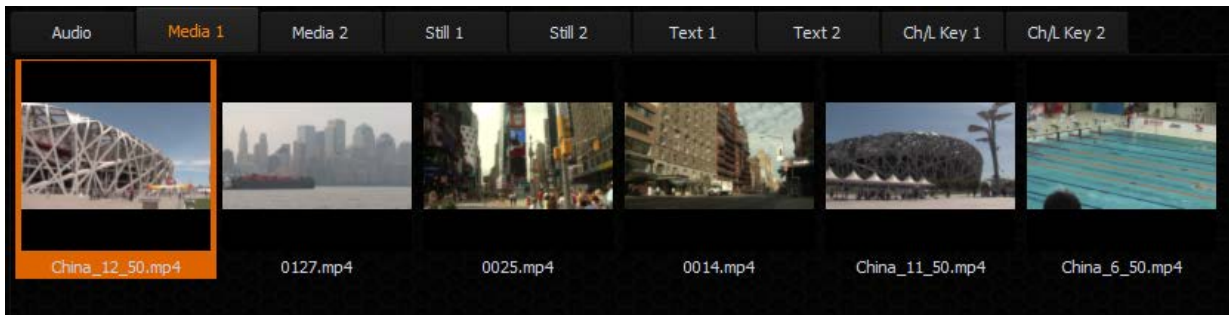 Audio Media 1 Media 2 Still 1 Still 2 Text 1 Text 2 Ch/L Key 1 Ch/L Key 2
China_12_50.mp4 0127.mp4 0025.mp4 0014.mp4 China_11_50.mp4 China_6_50.mp4